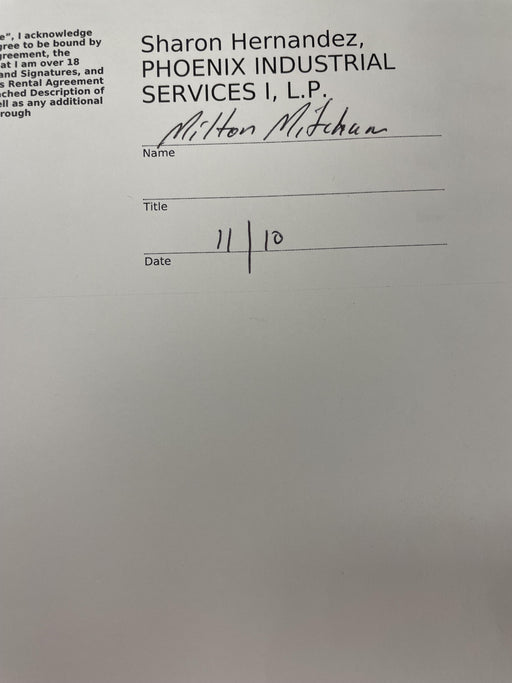 e", I acknowledge
gree to be bound by
greement, the
at I am over 18
and Signatures, and
s Rental Agreement
ched Description of
ell as any additional
rough
Sharon Hernandez,
PHOENIX INDUSTRIAL
SERVICES I, L.P.
Milton Mitcham
Name
Title
11/10
Date